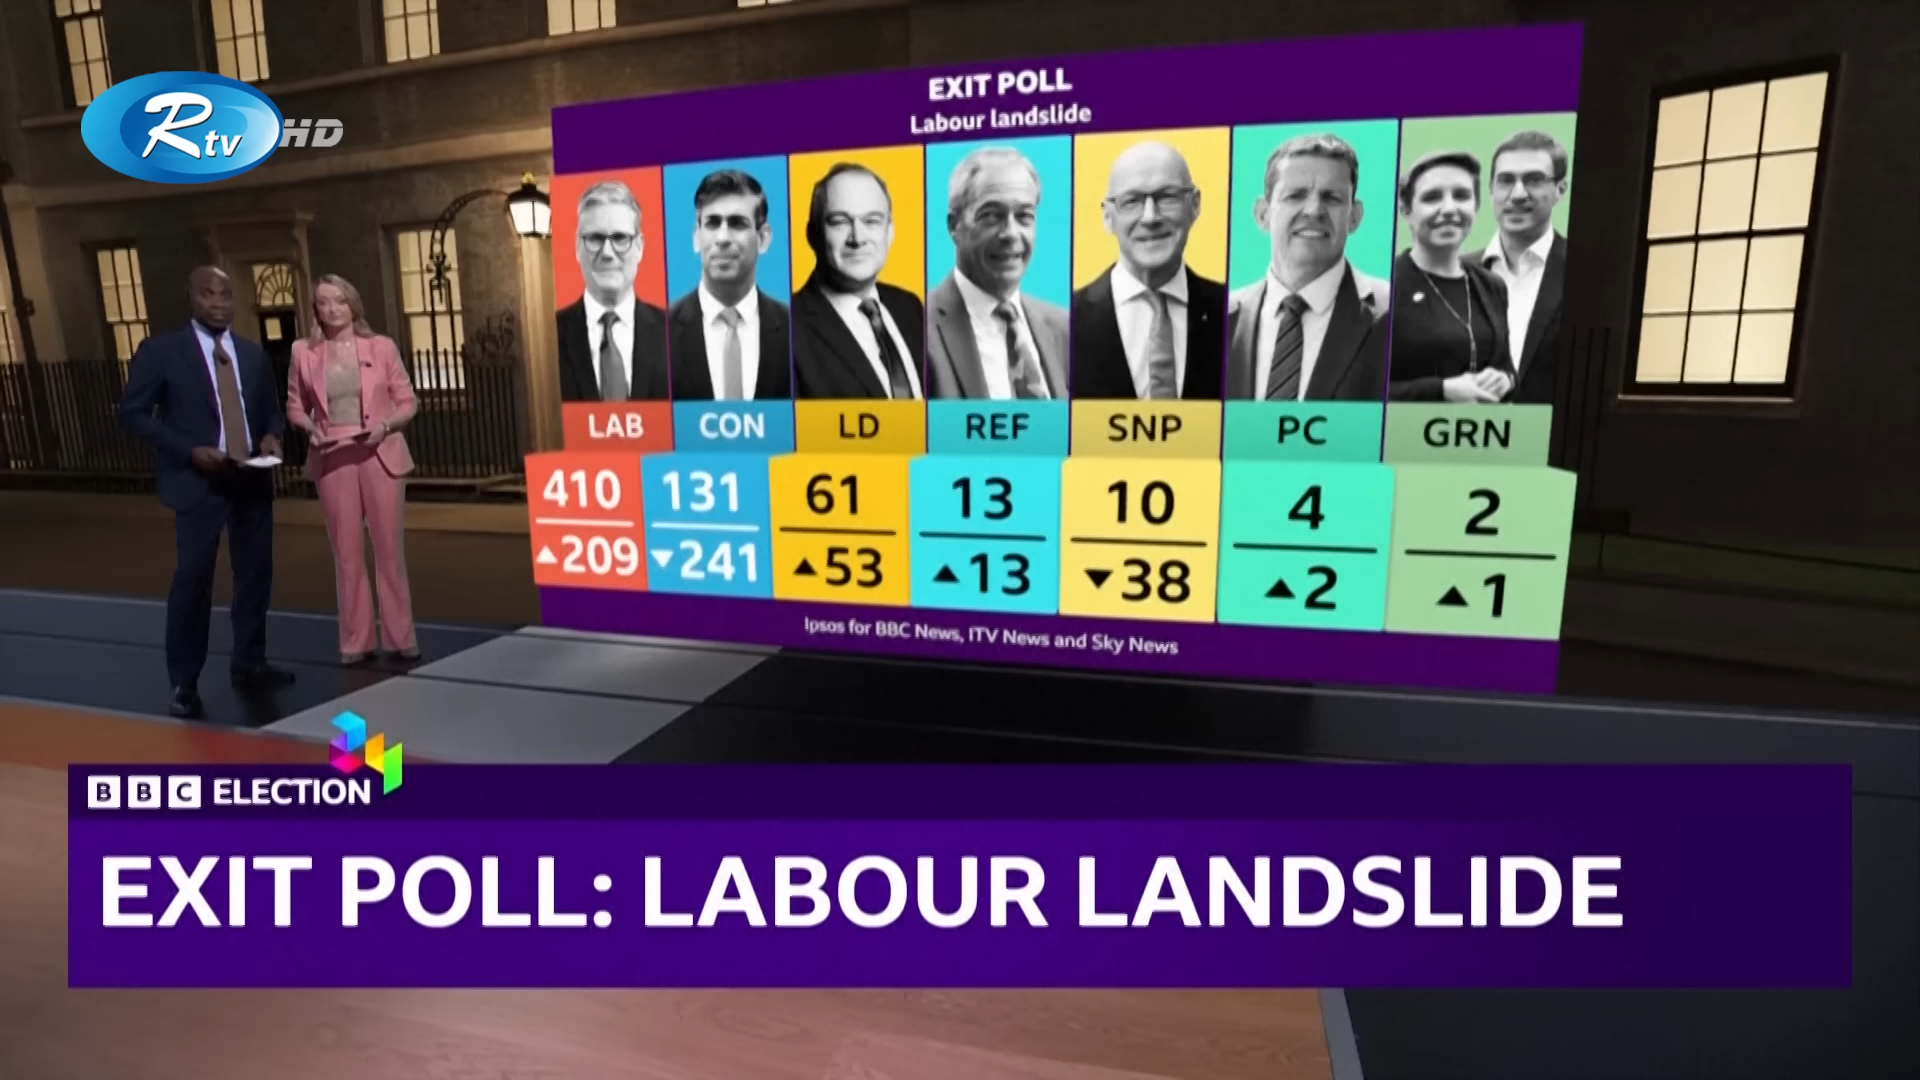 Rtv HD
EXIT POLL
Labour landslide
LAB CON LD REF SNP PC GRN
410 131 61 13 10 4 2
▲209 ▼241 ▲53 ▲13 ▼38 ▲2 ▲1
Ipsos for BBC News, ITV News and Sky News
BBC ELECTION
EXIT POLL: LABOUR LANDSLIDE